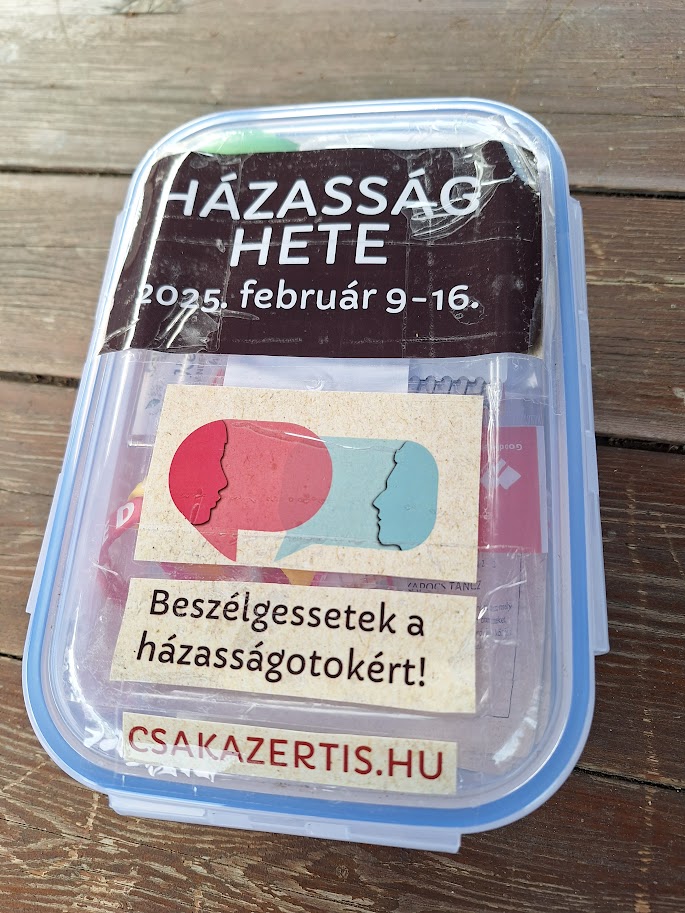 HÁZASSÁG
HETE
2025. február 9-16.
D
Beszélgessetek a
házasságotokért!
CSAKAZERTIS.HU